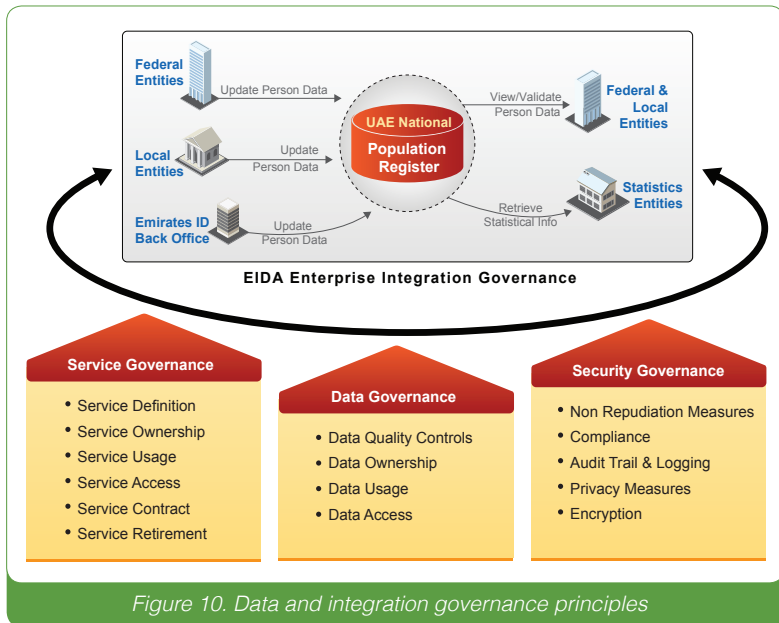 Federal
Entities
Update Person Data
Local
Entities
Update
Person Data
Emirates ID
Back Office
Update
Person Data
UAE National
Population
Register
View/Validate
Person Data
Federal &
Local
Entities
Retrieve
Statistical Info
Statistics
Entities
EIDA Enterprise Integration Governance
Service Governance
• Service Definition
• Service Ownership
• Service Usage
• Service Access
• Service Contract
• Service Retirement
Data Governance
• Data Quality Controls
• Data Ownership
• Data Usage
• Data Access
Security Governance
• Non Repudiation Measures
• Compliance
• Audit Trail & Logging
• Privacy Measures
• Encryption
Figure 10. Data and integration governance principles